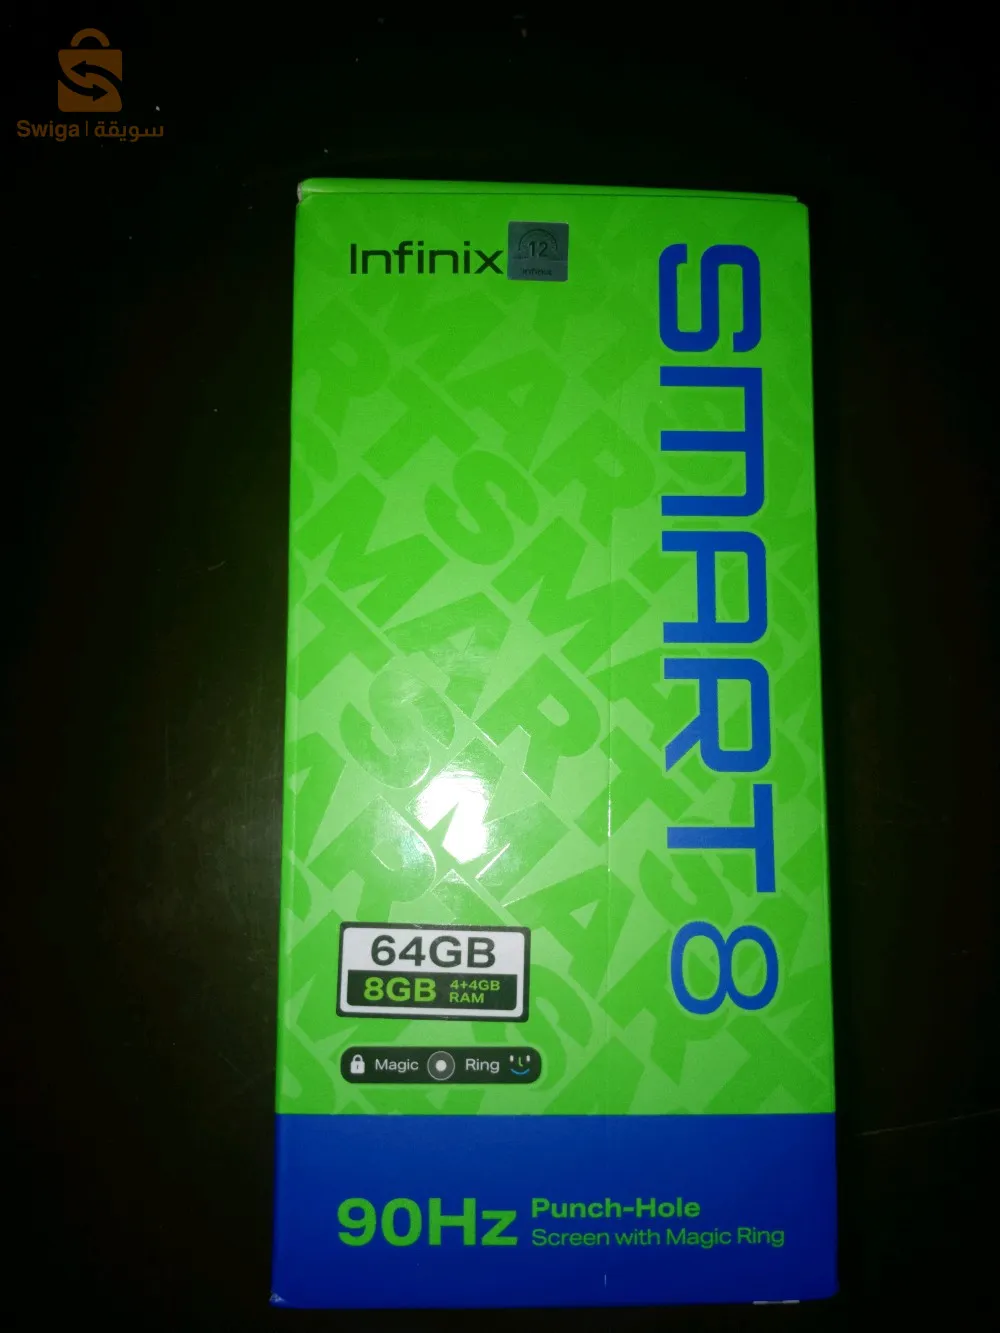 Swiga | سويقة
Infinix
12
Infinix
SMART 8
64GB
8GB 4+4GB
RAM
Magic Ring
90Hz Punch-Hole
Screen with Magic Ring